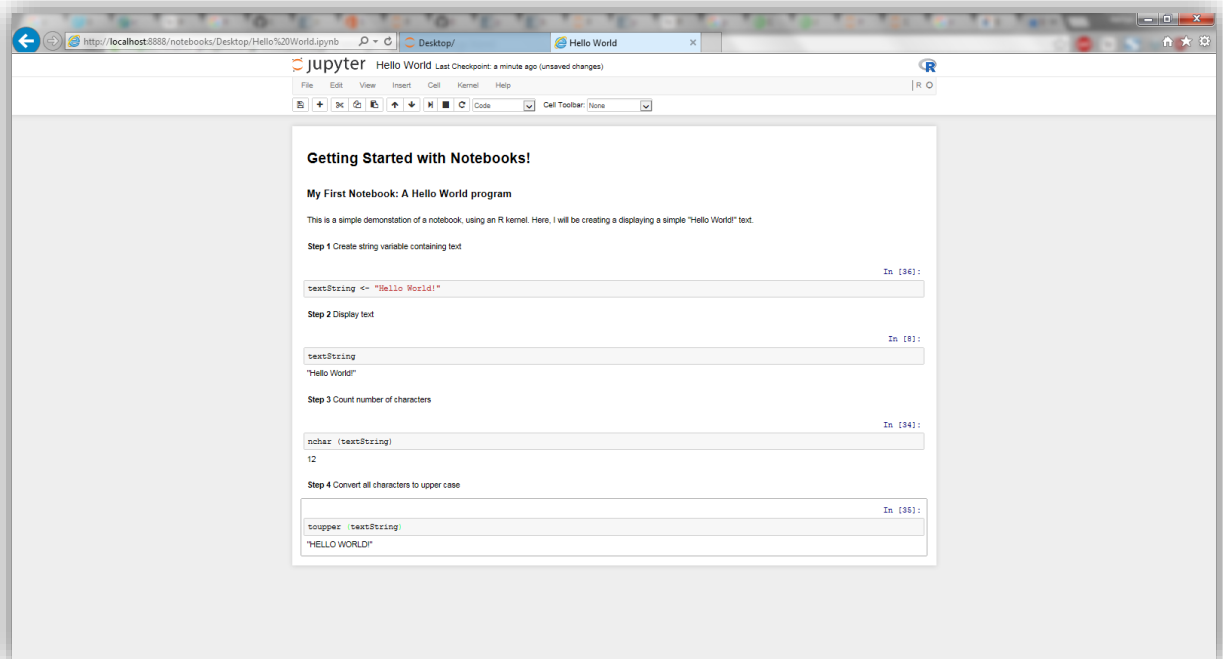 http://localhost:8888/notebooks/Desktop/Hello%20World.ipynb
Desktop/
Hello World
jupyter Hello World Last Checkpoint: a minute ago (unsaved changes)
R
File Edit View Insert Cell Kernel Help
R
Code Cell Toolbar: None
Getting Started with Notebooks!
My First Notebook: A Hello World program
This is a simple demonstation of a notebook, using an R kernel. Here, I will be creating a displaying a simple "Hello World!" text.
Step 1 Create string variable containing text
In [36]:
textString <- "Hello World!"
Step 2 Display text
In [8]:
textString
"Hello World!"
Step 3 Count number of characters
In [34]:
nchar (textString)
12
Step 4 Convert all characters to upper case
In [35]:
toupper (textString)
"HELLO WORLD!"